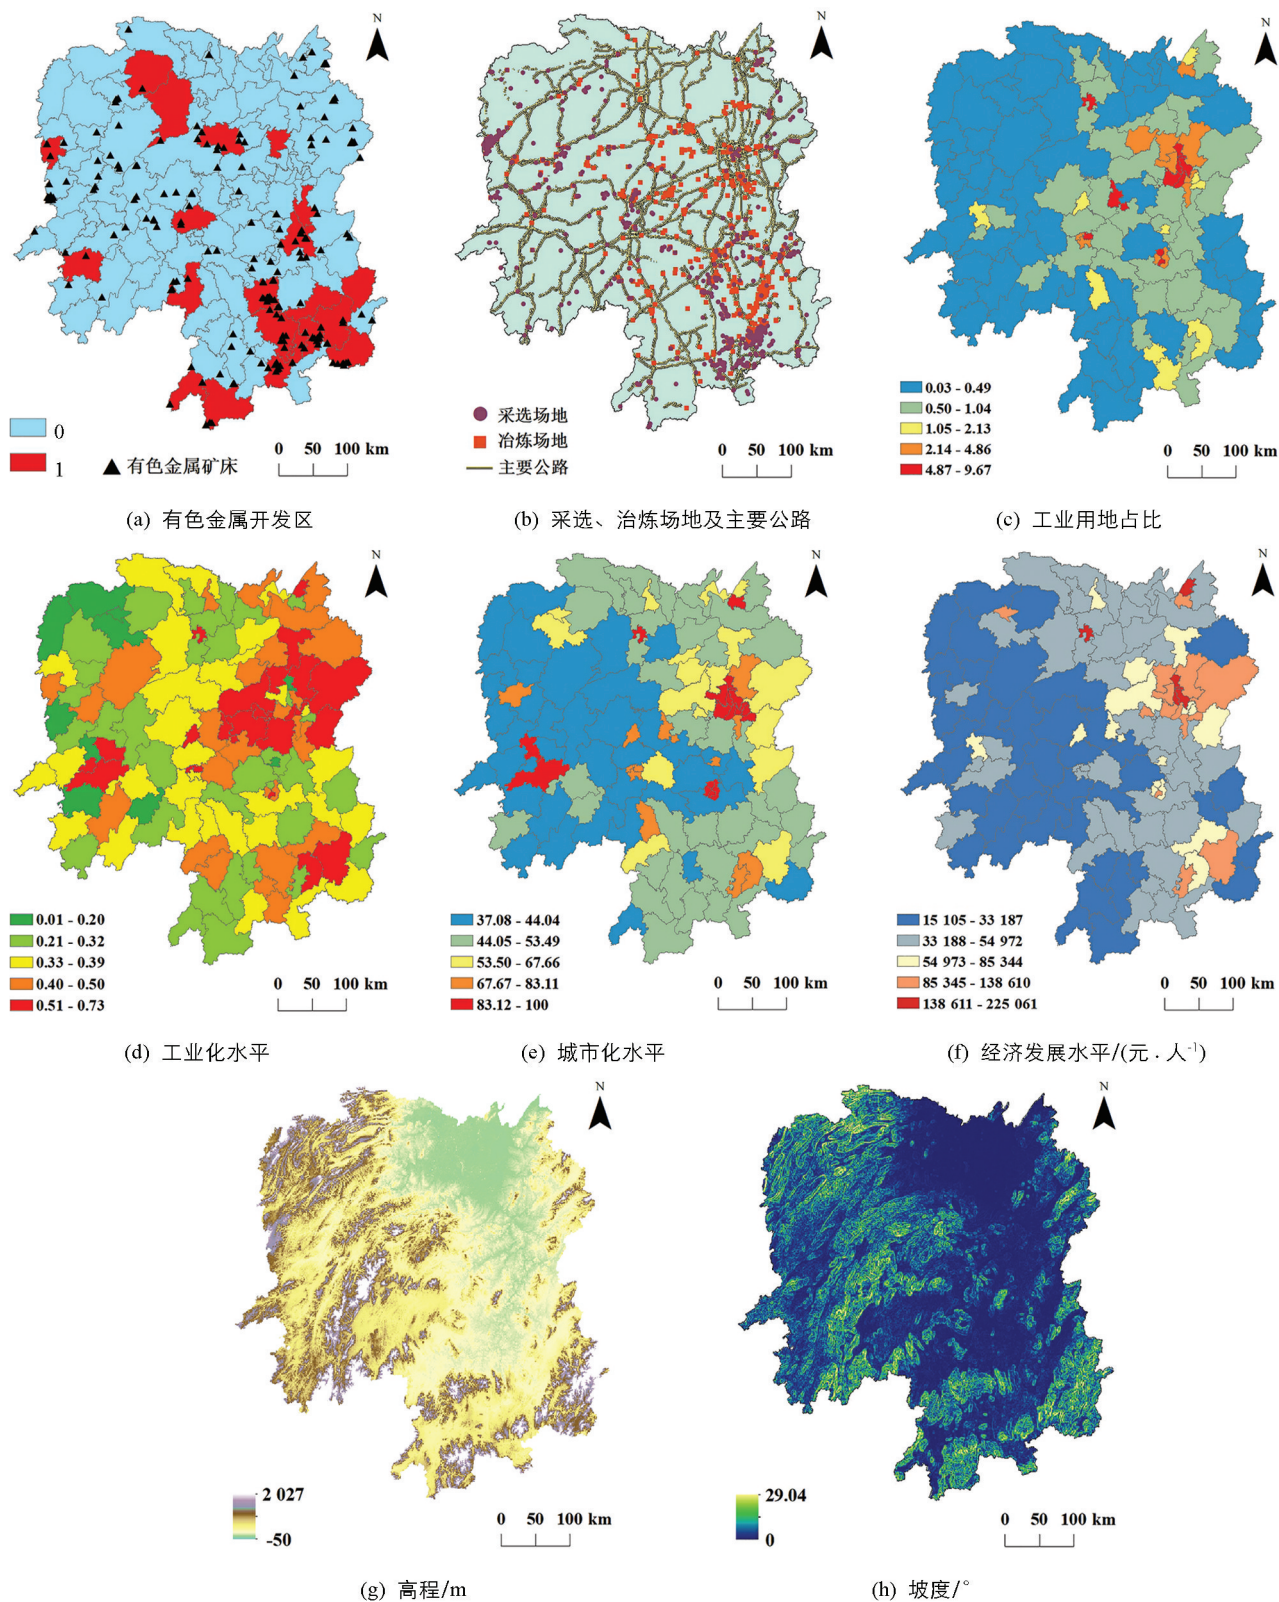 N
0
1
有色金属矿床
0 50 100 km
(a) 有色金属开发区
N
采选场地
冶炼场地
主要公路
0 50 100 km
(b) 采选、冶炼场地及主要公路
N
0.03 - 0.49
0.50 - 1.04
1.05 - 2.13
2.14 - 4.86
4.87 - 9.67
0 50 100 km
(c) 工业用地占比
N
0.01 - 0.20
0.21 - 0.32
0.33 - 0.39
0.40 - 0.50
0.51 - 0.73
0 50 100 km
(d) 工业化水平
N
37.08 - 44.04
44.05 - 53.49
53.50 - 67.66
67.67 - 83.11
83.12 - 100
0 50 100 km
(e) 城市化水平
N
15 105 - 33 187
33 188 - 54 972
54 973 - 85 344
85 345 - 138 610
138 611 - 225 061
0 50 100 km
(f) 经济发展水平/(元·人⁻¹)
N
2 027
-50
0 50 100 km
(g) 高程/m
N
29.04
0
0 50 100 km
(h) 坡度/°